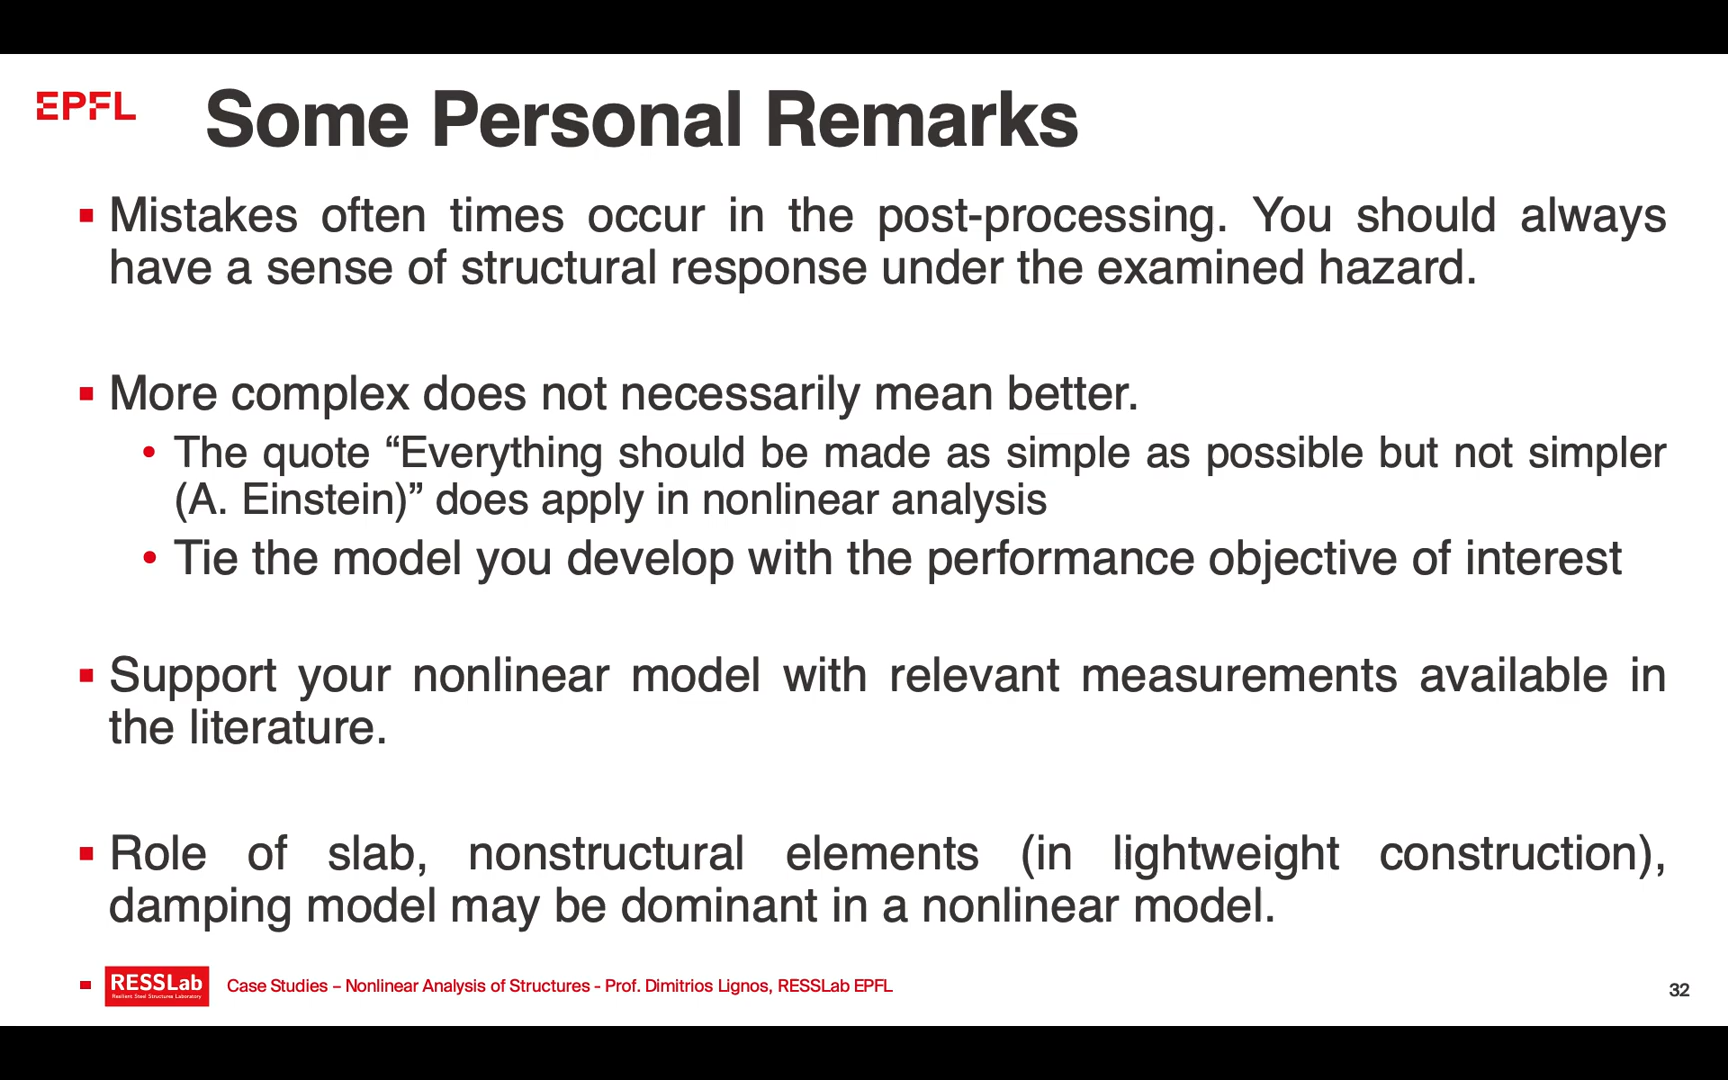 EPFL
Some Personal Remarks
Mistakes often times occur in the post-processing. You should always
have a sense of structural response under the examined hazard.
More complex does not necessarily mean better.
The quote “Everything should be made as simple as possible but not simpler
(A. Einstein)” does apply in nonlinear analysis
Tie the model you develop with the performance objective of interest
Support your nonlinear model with relevant measurements available in
the literature.
Role of slab, nonstructural elements (in lightweight construction),
damping model may be dominant in a nonlinear model.
RESSLab
Resilient Steel Structures Laboratory
Case Studies – Nonlinear Analysis of Structures - Prof. Dimitrios Lignos, RESSLab EPFL
32